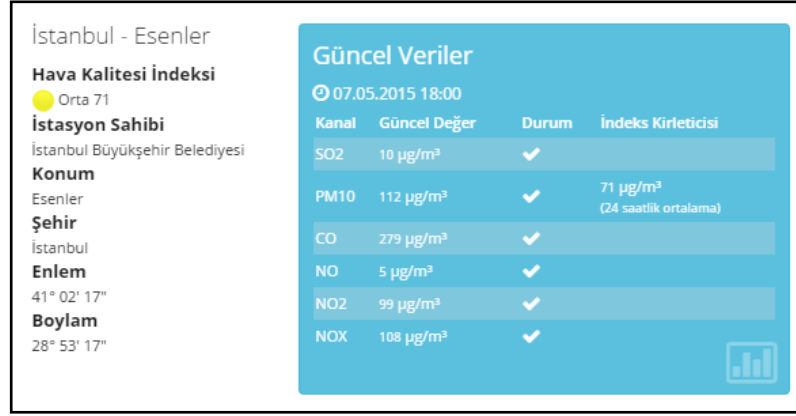 İstanbul - Esenler
Hava Kalitesi İndeksi
Orta 71
İstasyon Sahibi
İstanbul Büyükşehir Belediyesi
Konum
Esenler
Şehir
İstanbul
Enlem
41° 02' 17"
Boylam
28° 53' 17"
Güncel Veriler
07.05.2015 18:00
Kanal Güncel Değer Durum İndeks Kirleticisi
SO2 10 µg/m³
PM10 112 µg/m³ 71 µg/m³
(24 saatlik ortalama)
CO 279 µg/m³
NO 5 µg/m³
NO2 99 µg/m³
NOX 108 µg/m³